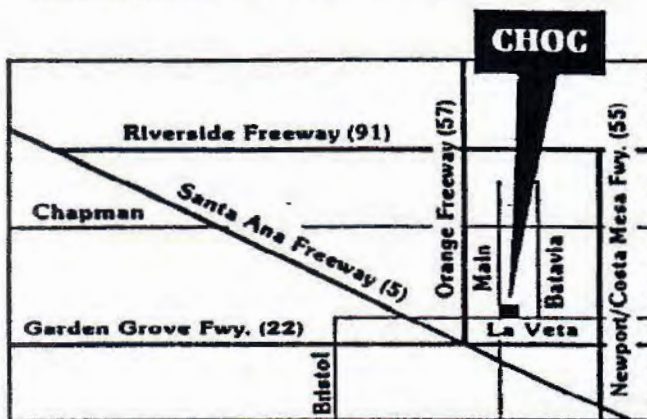 CHOC
Riverside Freeway (91)
Orange Freeway (57)
Newport/Costa Mesa Fwy. (55)
Santa Ana Freeway (5)
Chapman
Main
Batavia
Garden Grove Fwy. (22)
La Veta
Bristol